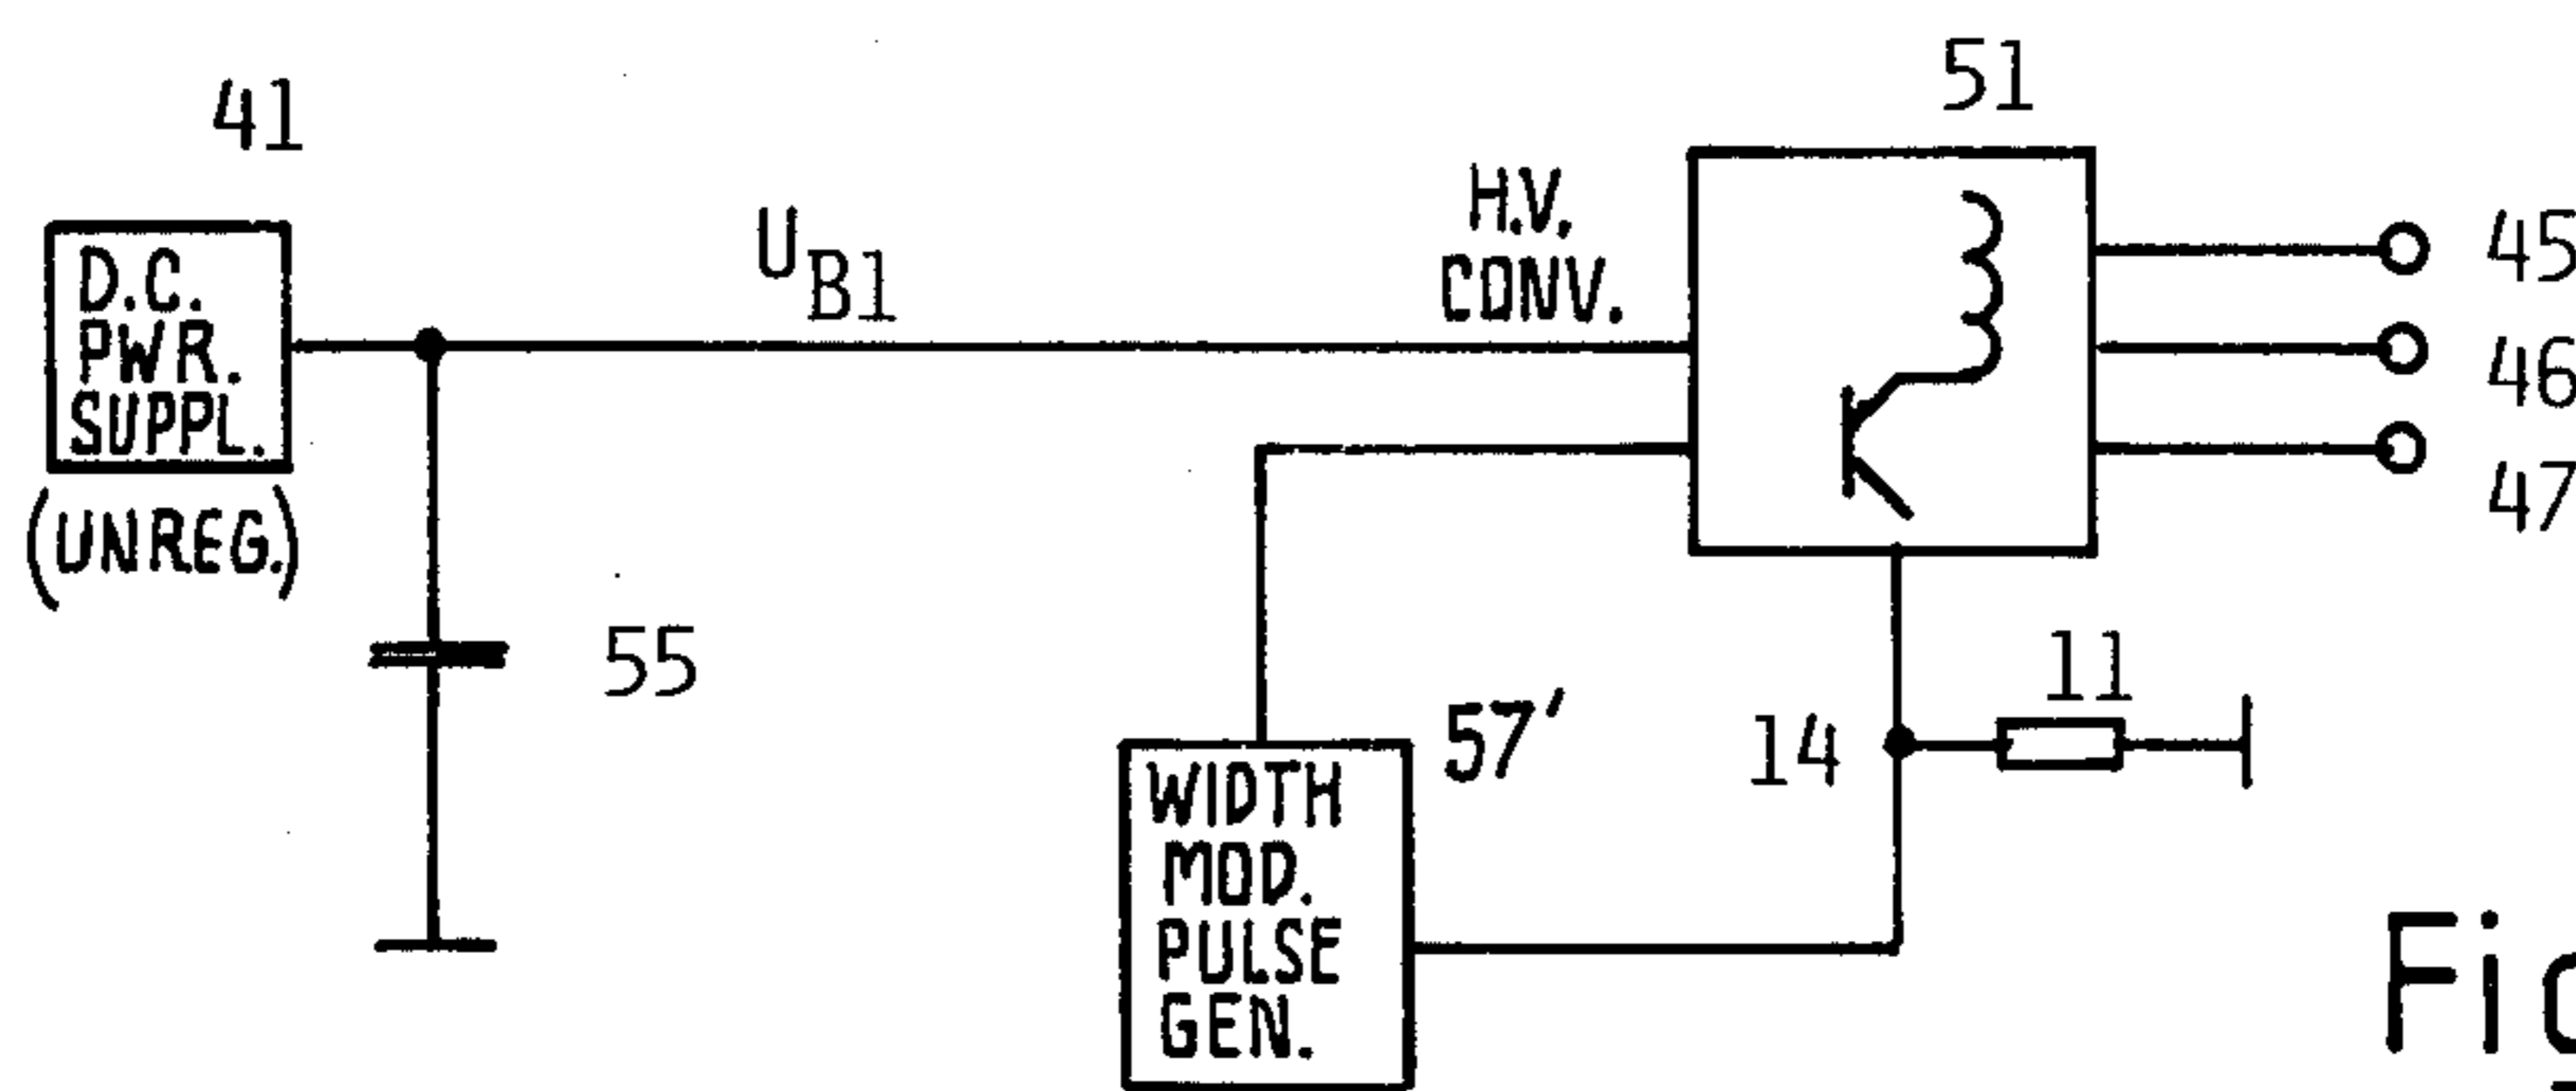 41
D.C.
PWR.
SUPPL.
(UNREG.)
U B1
55
H.V.
CONV.
51
45
46
47
57'
WIDTH
MOD.
PULSE
GEN.
14
11